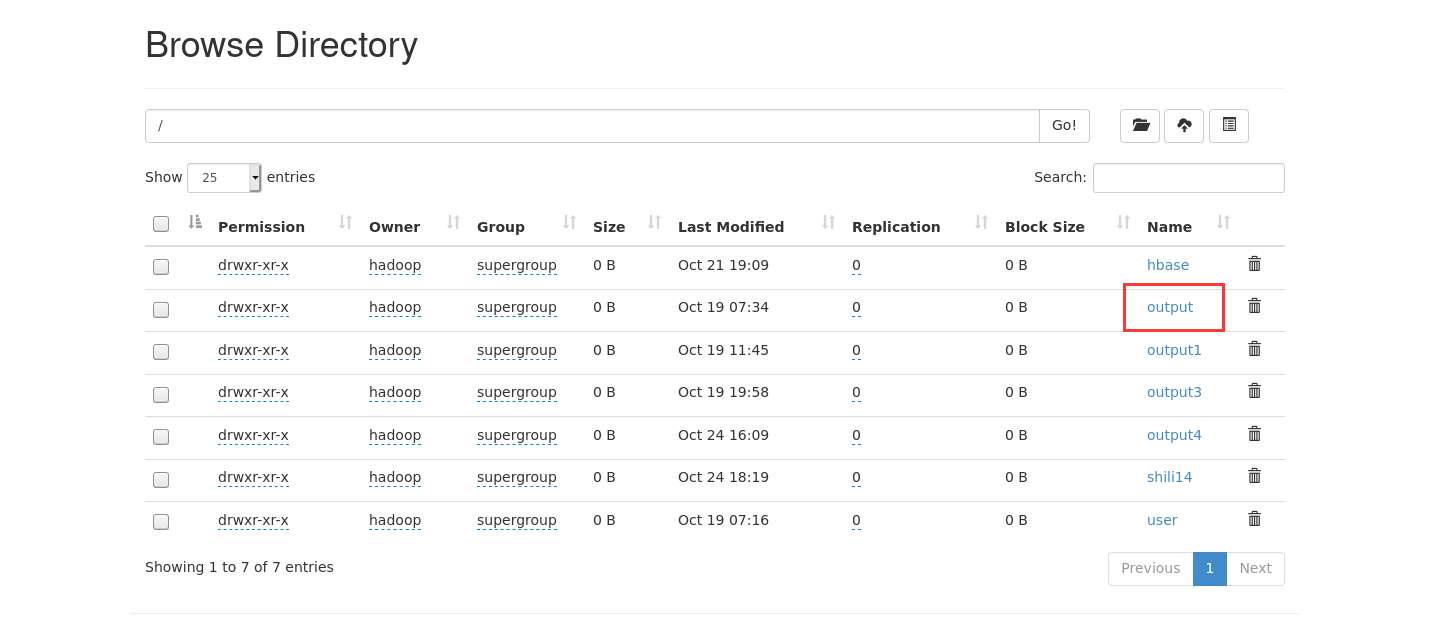 Browse Directory
/ Go!
Show 25 entries Search:
Permission Owner Group Size Last Modified Replication Block Size Name
drwxr-xr-x hadoop supergroup 0 B Oct 21 19:09 0 0 B hbase
drwxr-xr-x hadoop supergroup 0 B Oct 19 07:34 0 0 B output
drwxr-xr-x hadoop supergroup 0 B Oct 19 11:45 0 0 B output1
drwxr-xr-x hadoop supergroup 0 B Oct 19 19:58 0 0 B output3
drwxr-xr-x hadoop supergroup 0 B Oct 24 16:09 0 0 B output4
drwxr-xr-x hadoop supergroup 0 B Oct 24 18:19 0 0 B shili14
drwxr-xr-x hadoop supergroup 0 B Oct 19 07:16 0 0 B user
Showing 1 to 7 of 7 entries Previous 1 Next